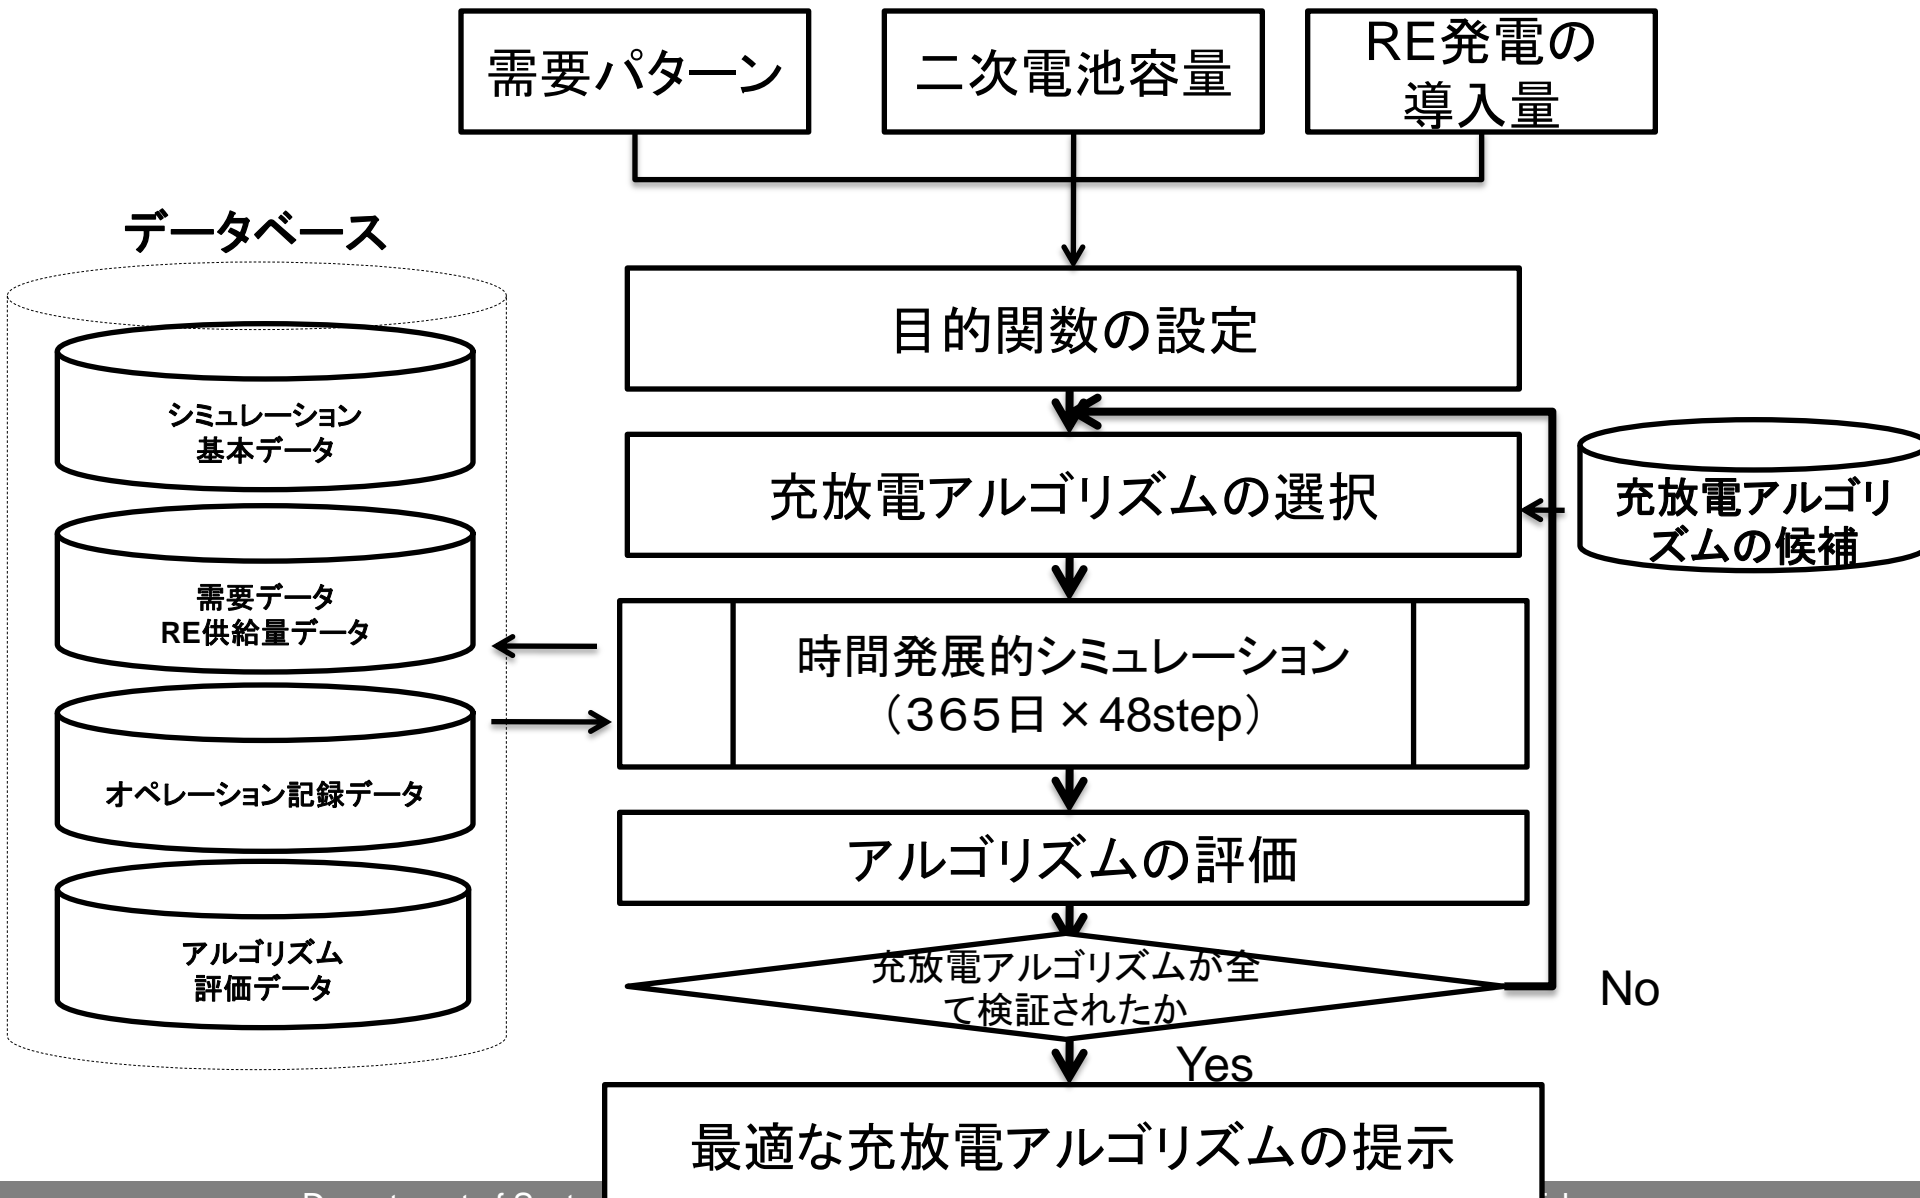 需要パターン
二次電池容量
RE発電の
導入量
データベース
目的関数の設定
シミュレーション
基本データ
充放電アルゴリズムの選択
充放電アルゴリ
ズムの候補
需要データ
RE供給量データ
時間発展的シミュレーション
（３６５日×48step）
オペレーション記録データ
アルゴリズムの評価
アルゴリズム
評価データ
充放電アルゴリズムが全
て検証されたか
No
Yes
最適な充放電アルゴリズムの提示